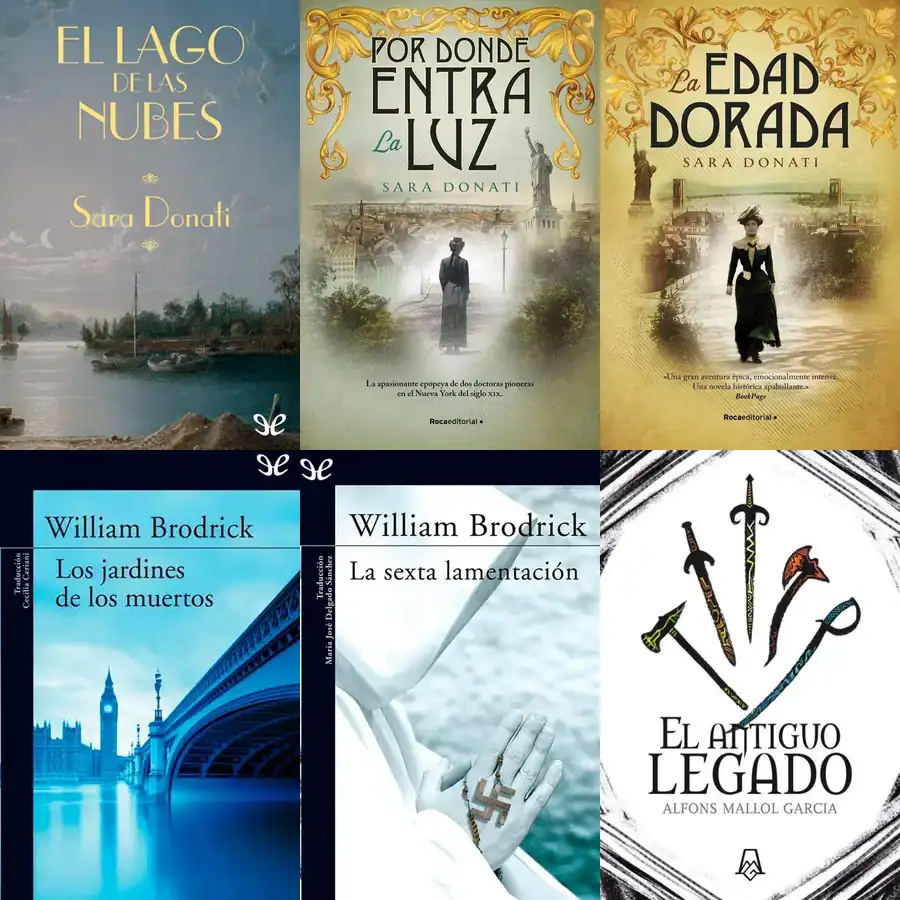 EL LAGO
DE LAS
NUBES
Sara Donati
POR DONDE
ENTRA
La
LUZ
SARA DONATI
La apasionante epopeya de dos doctoras pioneras
en el Nueva York del siglo XIX.
Rocaeditorial
La EDAD
DORADA
SARA DONATI
«Una gran aventura épica, emocionalmente intensa.
Una novela histórica apabullante.»
BookPage
Rocaeditorial
William Brodrick
Los jardines
de los muertos
Traducción
Cecilia Ceriani
William Brodrick
La sexta lamentación
Traducción
María José Delgado Sánchez
EL ANTIGUO
LEGADO
ALFONS MALLOL GARCIA